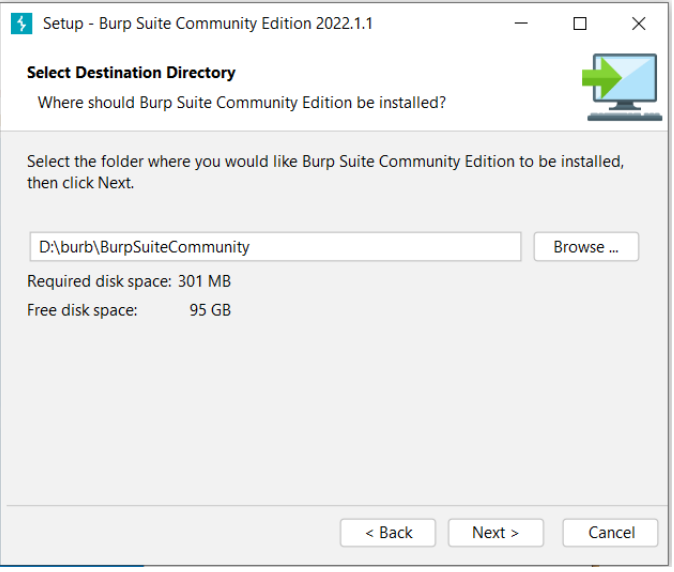 Setup - Burp Suite Community Edition 2022.1.1
Select Destination Directory
Where should Burp Suite Community Edition be installed?
Select the folder where you would like Burp Suite Community Edition to be installed,
then click Next.
D:\burb\BurpSuiteCommunity
Browse ...
Required disk space: 301 MB
Free disk space: 95 GB
< Back
Next >
Cancel